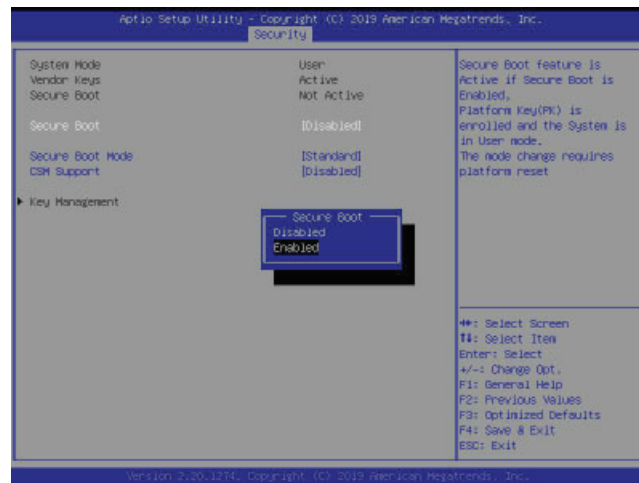 Aptio Setup Utility - Copyright (C) 2019 American Megatrends, Inc.
Security
System Mode User
Vendor Keys Active
Secure Boot Not Active
Secure Boot [Disabled]
Secure Boot Mode [Standard]
CSM Support [Disabled]
Key Management
Secure Boot
Disabled
Enabled
Secure Boot feature is
Active if Secure Boot is
Enabled,
Platform Key(PK) is
enrolled and the System is
in User mode.
The mode change requires
platform reset
: Select Screen
: Select Item
Enter: Select
+/-: Change Opt.
F1: General Help
F2: Previous Values
F3: Optimized Defaults
F4: Save & Exit
ESC: Exit
Version 2.20.1274. Copyright (C) 2019 American Megatrends, Inc.